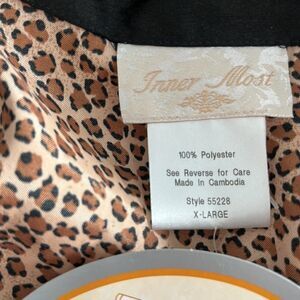 Inner Most
100% Polyester
See Reverse for Care
Made in Cambodia
Style 55228
X-LARGE